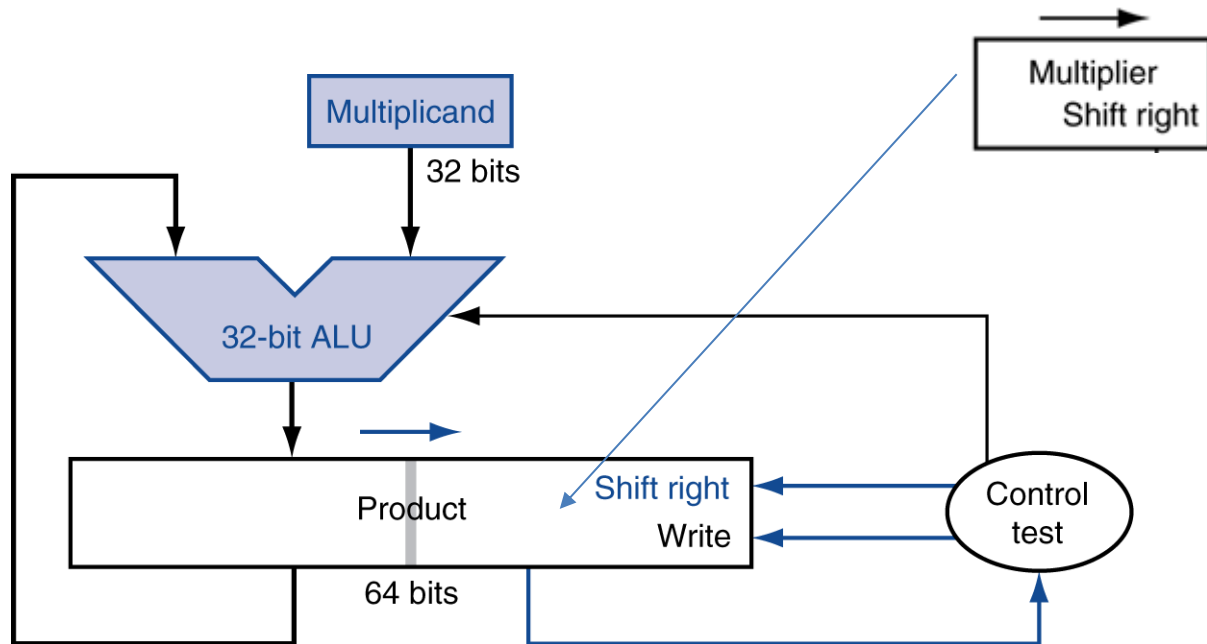 Multiplier
Shift right
Multiplicand
32 bits
32-bit ALU
Shift right
Product
Write
Control
test
64 bits